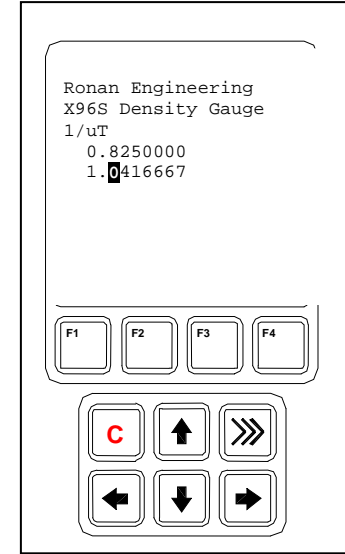 Ronan Engineering
X96S Density Gauge
1/uT
0.8250000
1.0416667
F1 F2 F3 F4
C